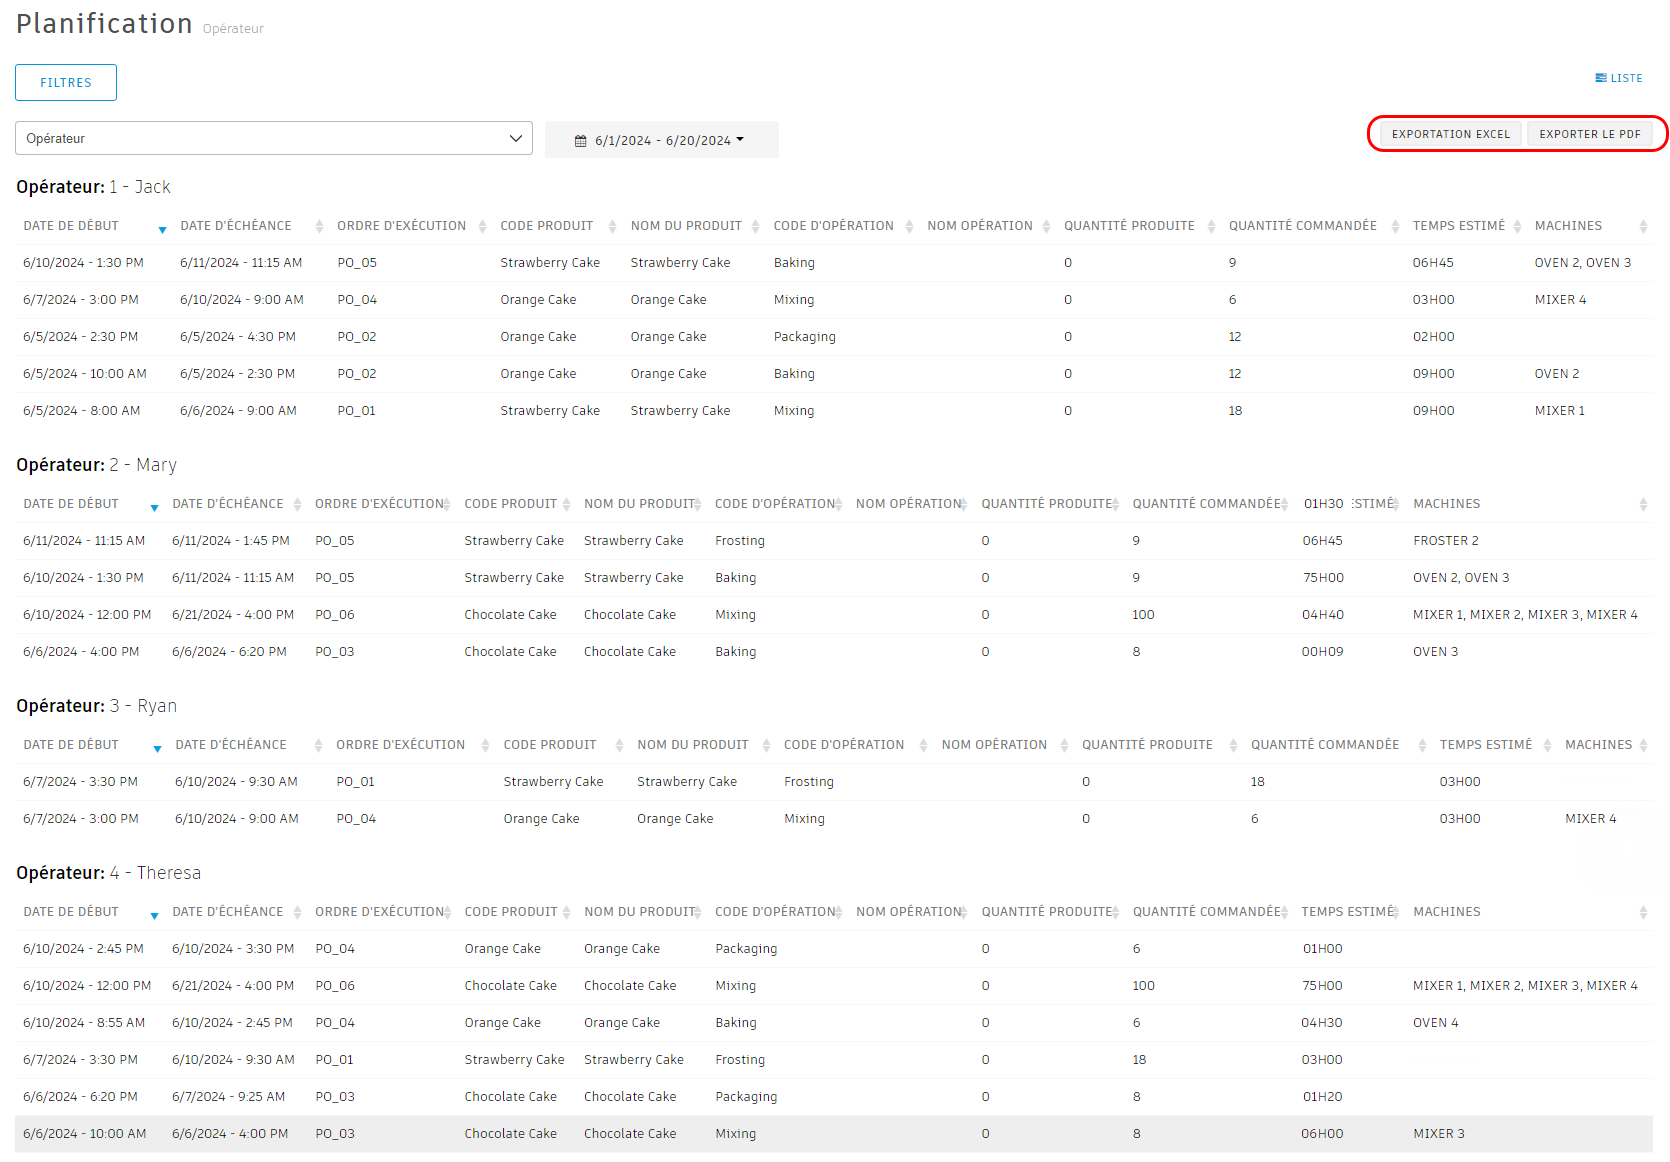 Planification Opérateur
FILTRES
LISTE
Opérateur 6/1/2024 - 6/20/2024 EXPORTATION EXCEL EXPORTER LE PDF
Opérateur: 1 - Jack
DATE DE DÉBUT DATE D'ÉCHÉANCE ORDRE D'EXÉCUTION CODE PRODUIT NOM DU PRODUIT CODE D'OPÉRATION NOM OPÉRATION QUANTITÉ PRODUITE QUANTITÉ COMMANDÉE TEMPS ESTIMÉ MACHINES
6/10/2024 - 1:30 PM 6/11/2024 - 11:15 AM PO_05 Strawberry Cake Strawberry Cake Baking 0 9 06H45 OVEN 2, OVEN 3
6/7/2024 - 3:00 PM 6/10/2024 - 9:00 AM PO_04 Orange Cake Orange Cake Mixing 0 6 03H00 MIXER 4
6/5/2024 - 2:30 PM 6/5/2024 - 4:30 PM PO_02 Orange Cake Orange Cake Packaging 0 12 02H00
6/5/2024 - 10:00 AM 6/5/2024 - 2:30 PM PO_02 Orange Cake Orange Cake Baking 0 12 09H00 OVEN 2
6/5/2024 - 8:00 AM 6/6/2024 - 9:00 AM PO_01 Strawberry Cake Strawberry Cake Mixing 0 18 09H00 MIXER 1
Opérateur: 2 - Mary
DATE DE DÉBUT DATE D'ÉCHÉANCE ORDRE D'EXÉCUTION CODE PRODUIT NOM DU PRODUIT CODE D'OPÉRATION NOM OPÉRATION QUANTITÉ PRODUITE QUANTITÉ COMMANDÉE 01H30 ESTIMÉ MACHINES
6/11/2024 - 11:15 AM 6/11/2024 - 1:45 PM PO_05 Strawberry Cake Strawberry Cake Frosting 0 9 06H45 FROSTER 2
6/10/2024 - 1:30 PM 6/11/2024 - 11:15 AM PO_05 Strawberry Cake Strawberry Cake Baking 0 9 75H00 OVEN 2, OVEN 3
6/10/2024 - 12:00 PM 6/21/2024 - 4:00 PM PO_06 Chocolate Cake Chocolate Cake Mixing 0 100 04H40 MIXER 1, MIXER 2, MIXER 3, MIXER 4
6/6/2024 - 4:00 PM 6/6/2024 - 6:20 PM PO_03 Chocolate Cake Chocolate Cake Baking 0 8 00H09 OVEN 3
Opérateur: 3 - Ryan
DATE DE DÉBUT DATE D'ÉCHÉANCE ORDRE D'EXÉCUTION CODE PRODUIT NOM DU PRODUIT CODE D'OPÉRATION NOM OPÉRATION QUANTITÉ PRODUITE QUANTITÉ COMMANDÉE TEMPS ESTIMÉ MACHINES
6/7/2024 - 3:30 PM 6/10/2024 - 9:30 AM PO_01 Strawberry Cake Strawberry Cake Frosting 0 18 03H00
6/7/2024 - 3:00 PM 6/10/2024 - 9:00 AM PO_04 Orange Cake Orange Cake Mixing 0 6 03H00 MIXER 4
Opérateur: 4 - Theresa
DATE DE DÉBUT DATE D'ÉCHÉANCE ORDRE D'EXÉCUTION CODE PRODUIT NOM DU PRODUIT CODE D'OPÉRATION NOM OPÉRATION QUANTITÉ PRODUITE QUANTITÉ COMMANDÉE TEMPS ESTIMÉ MACHINES
6/10/2024 - 2:45 PM 6/10/2024 - 3:30 PM PO_04 Orange Cake Orange Cake Packaging 0 6 01H00
6/10/2024 - 12:00 PM 6/21/2024 - 4:00 PM PO_06 Chocolate Cake Chocolate Cake Mixing 0 100 75H00 MIXER 1, MIXER 2, MIXER 3, MIXER 4
6/10/2024 - 8:55 AM 6/10/2024 - 2:45 PM PO_04 Orange Cake Orange Cake Baking 0 6 04H30 OVEN 4
6/7/2024 - 3:30 PM 6/10/2024 - 9:30 AM PO_01 Strawberry Cake Strawberry Cake Frosting 0 18 03H00
6/6/2024 - 6:20 PM 6/7/2024 - 9:25 AM PO_03 Chocolate Cake Chocolate Cake Packaging 0 8 01H20
6/6/2024 - 10:00 AM 6/6/2024 - 4:00 PM PO_03 Chocolate Cake Chocolate Cake Mixing 0 8 06H00 MIXER 3